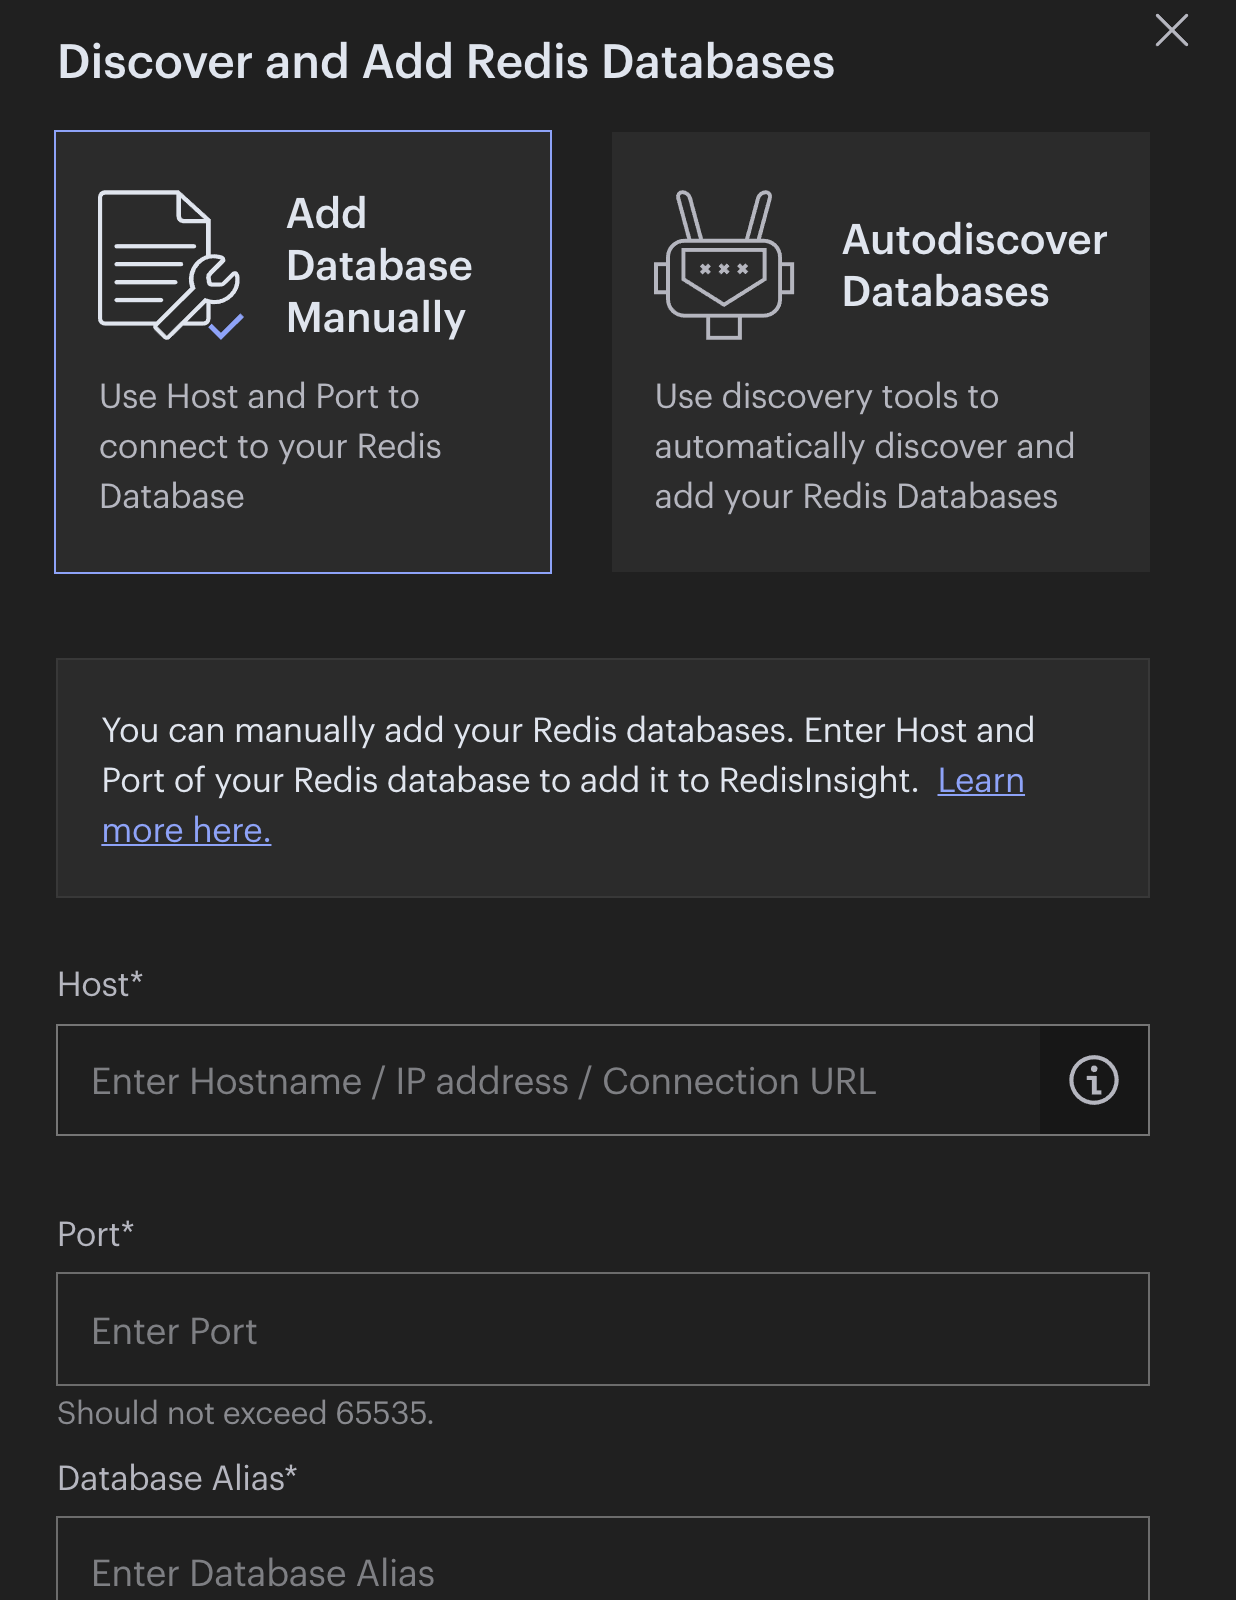 Discover and Add Redis Databases
Add
Database
Manually
Use Host and Port to
connect to your Redis
Database
Autodiscover
Databases
Use discovery tools to
automatically discover and
add your Redis Databases
You can manually add your Redis databases. Enter Host and
Port of your Redis database to add it to RedisInsight. Learn
more here.
Host*
Enter Hostname / IP address / Connection URL
Port*
Enter Port
Should not exceed 65535.
Database Alias*
Enter Database Alias